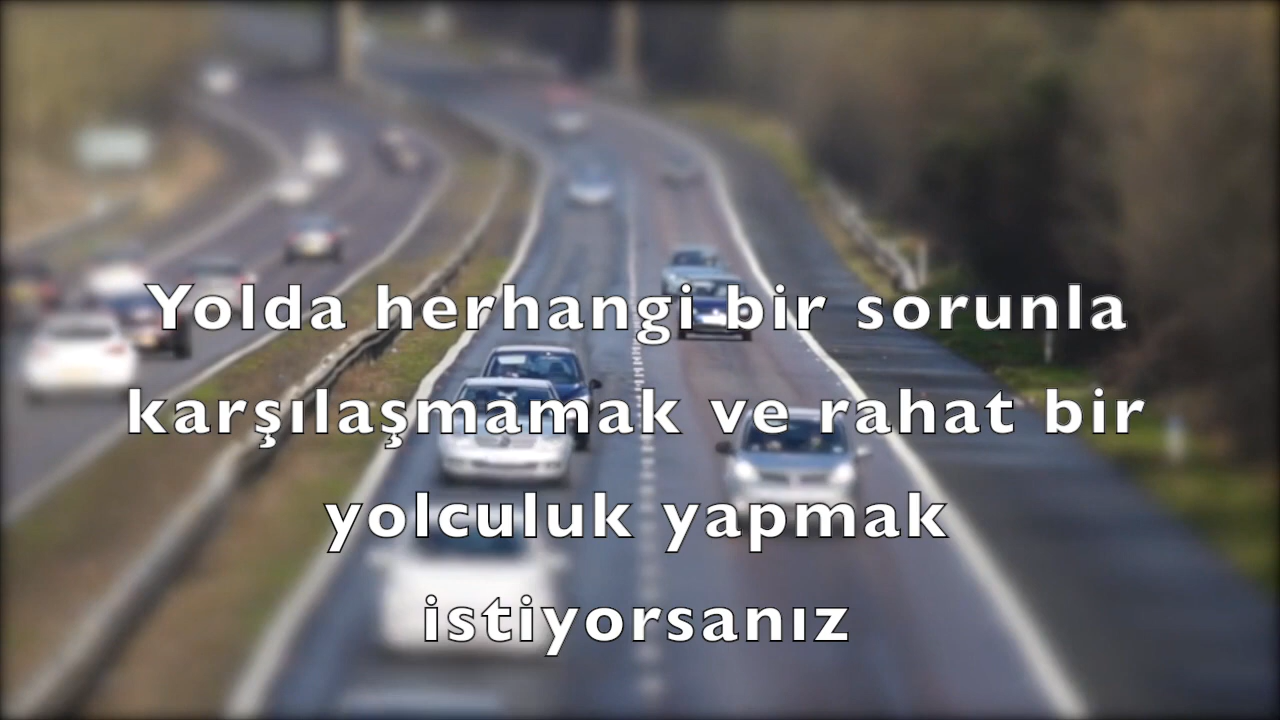 Yolda herhangi bir sorunla
karşılaşmamak ve rahat bir
yolculuk yapmak
istiyorsanız